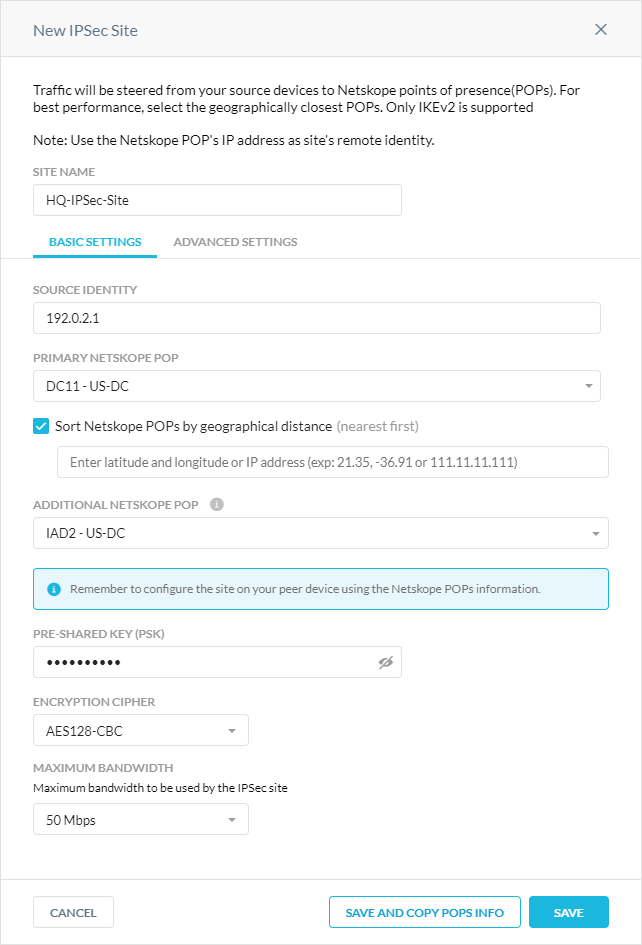 New IPSec Site
Traffic will be steered from your source devices to Netskope points of presence(POPs). For
best performance, select the geographically closest POPs. Only IKEv2 is supported
Note: Use the Netskope POP's IP address as site's remote identity.
SITE NAME
HQ-IPSec-Site
BASIC SETTINGS
ADVANCED SETTINGS
SOURCE IDENTITY
192.0.2.1
PRIMARY NETSKOPE POP
DC11 - US-DC
Sort Netskope POPs by geographical distance (nearest first)
Enter latitude and longitude or IP address (exp: 21.35, -36.91 or 111.11.11.111)
ADDITIONAL NETSKOPE POP
IAD2 - US-DC
Remember to configure the site on your peer device using the Netskope POPs information.
PRE-SHARED KEY (PSK)
••••••••••
ENCRYPTION CIPHER
AES128-CBC
MAXIMUM BANDWIDTH
Maximum bandwidth to be used by the IPSec site
50 Mbps
CANCEL
SAVE AND COPY POPS INFO
SAVE